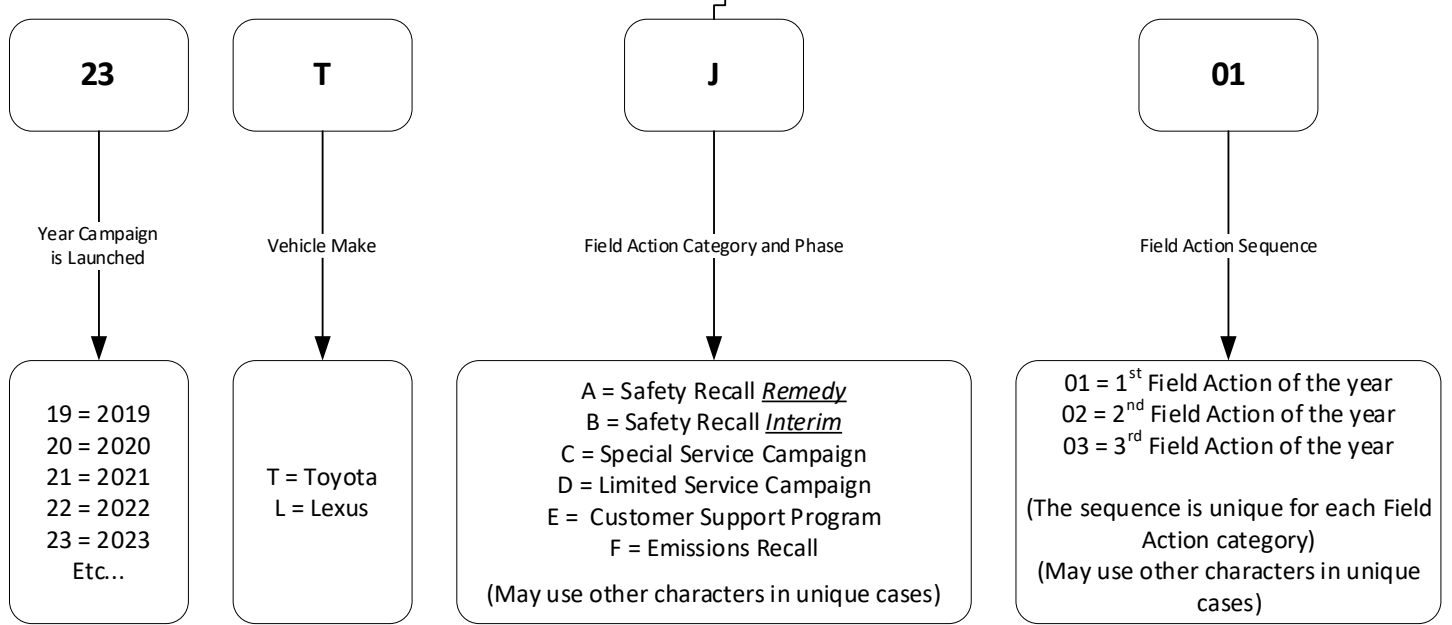 23
T
J
01
Year Campaign
is Launched
Vehicle Make
Field Action Category and Phase
Field Action Sequence
19 = 2019
20 = 2020
21 = 2021
22 = 2022
23 = 2023
Etc...
T = Toyota
L = Lexus
A = Safety Recall Remedy
B = Safety Recall Interim
C = Special Service Campaign
D = Limited Service Campaign
E = Customer Support Program
F = Emissions Recall
(May use other characters in unique cases)
01 = 1st Field Action of the year
02 = 2nd Field Action of the year
03 = 3rd Field Action of the year
(The sequence is unique for each Field
Action category)
(May use other characters in unique
cases)